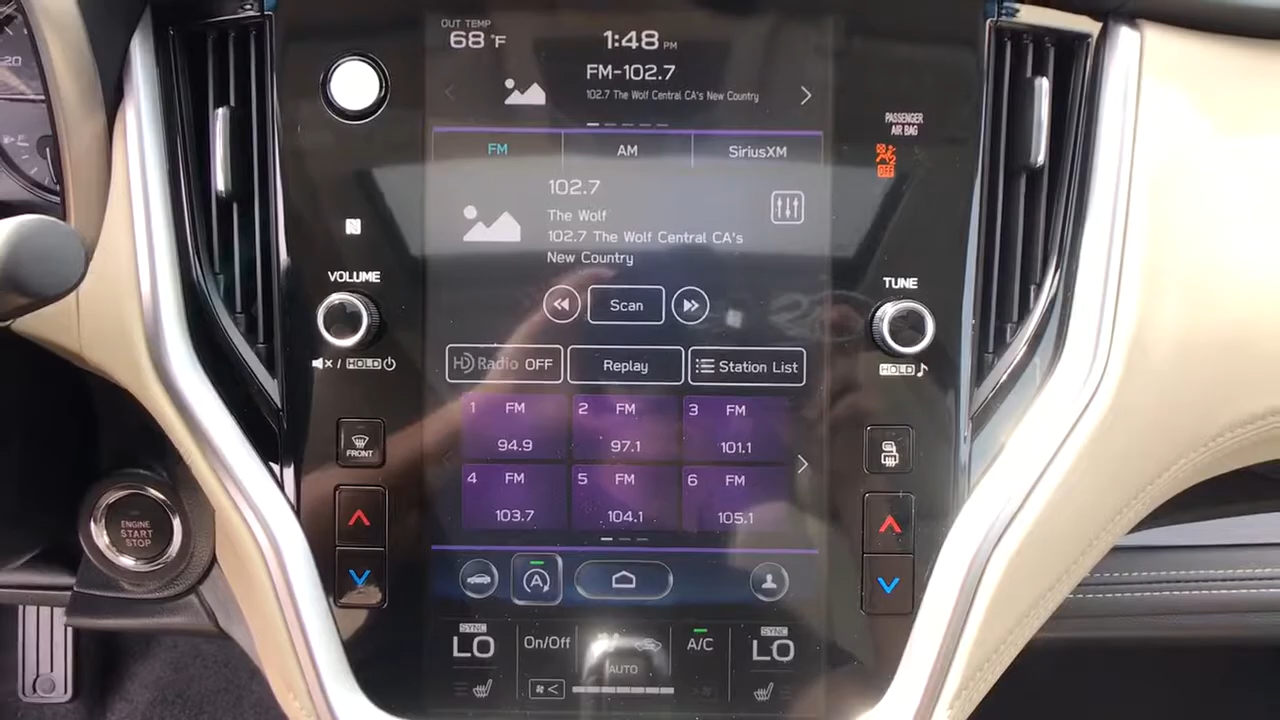 OUT TEMP
68 °F
1:48 PM
FM-102.7
102.7 The Wolf Central CA's New Country
PASSENGER
AIR BAG
OFF
FM
AM
SiriusXM
102.7
The Wolf
102.7 The Wolf Central CA's
New Country
20
N
VOLUME
TUNE
Scan
/ HOLD
HOLD
HD Radio OFF
Replay
Station List
1 FM
94.9
2 FM
97.1
3 FM
101.1
4 FM
103.7
5 FM
104.1
6 FM
105.1
FRONT
ENGINE
START
STOP
A
SYNC
LO
On/Off
AUTO
A/C
SYNC
LO